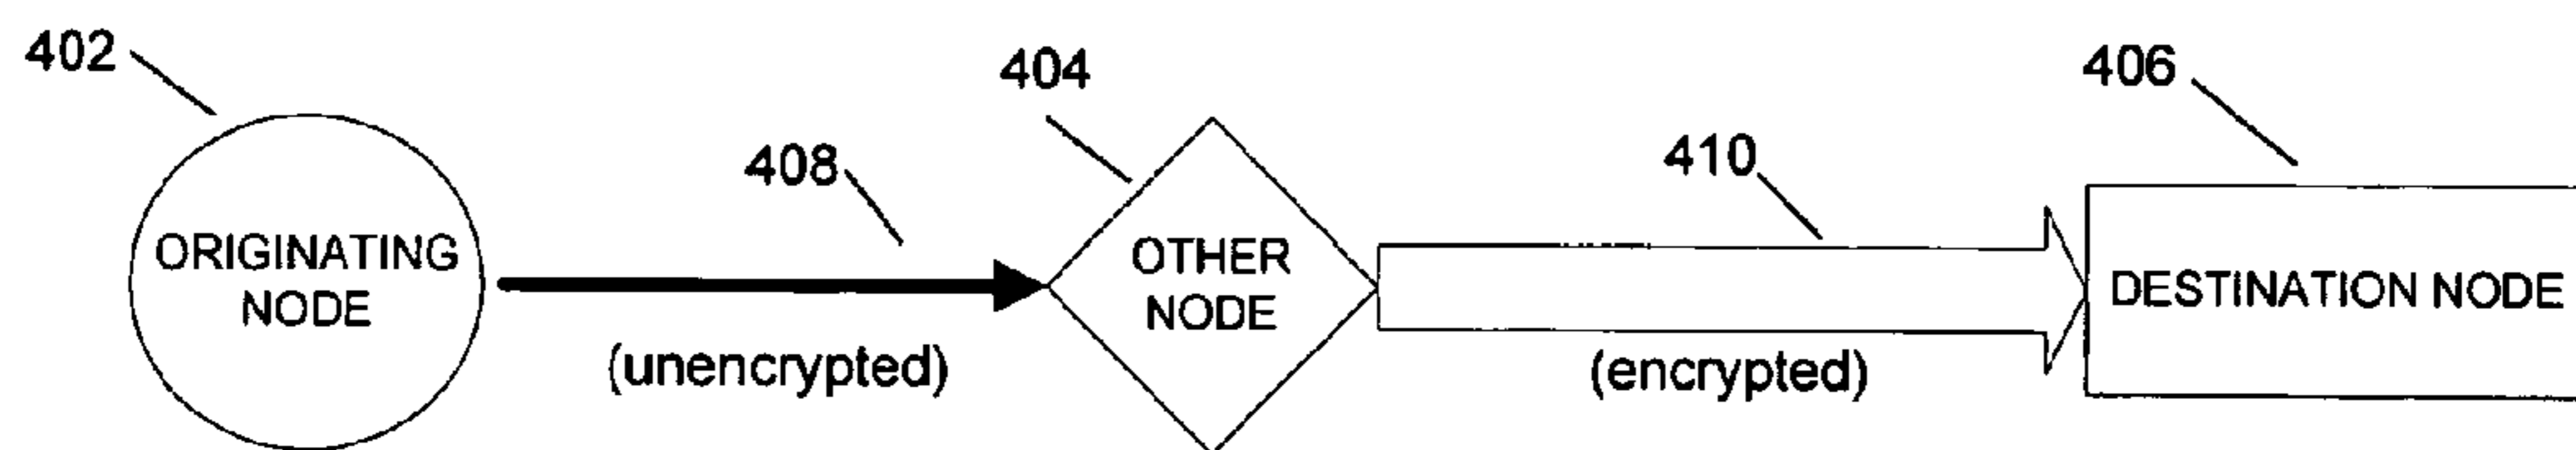 402
404
406
408
410
ORIGINATING
NODE
OTHER
NODE
DESTINATION NODE
(unencrypted)
(encrypted)